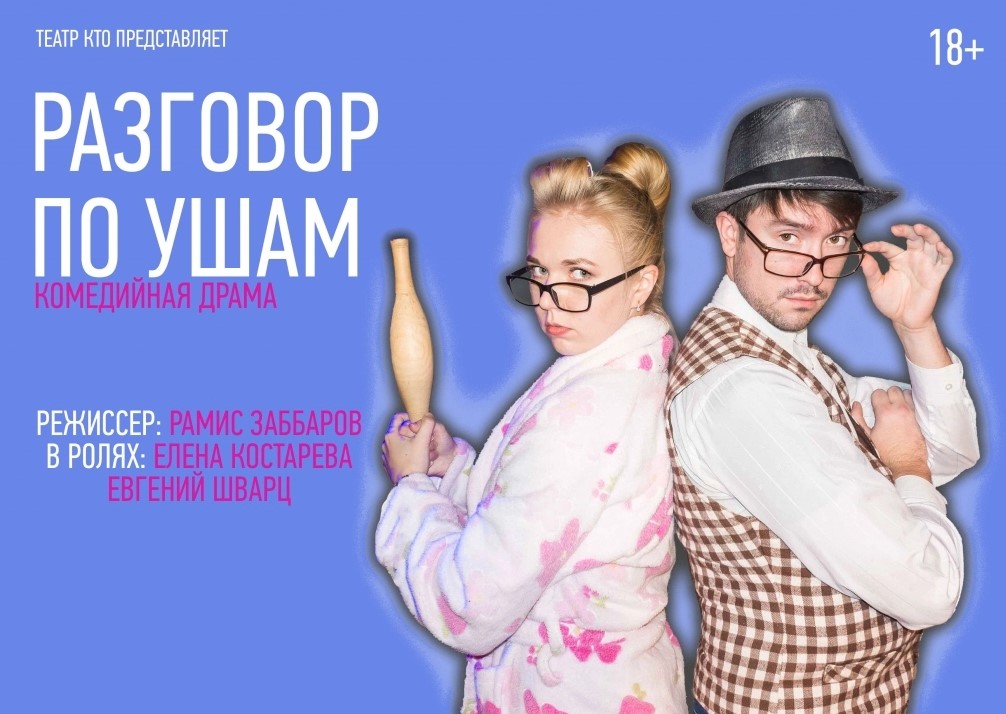 ТЕАТР КТО ПРЕДСТАВЛЯЕТ
18+
РАЗГОВОР
ПО УШАМ
КОМЕДИЙНАЯ ДРАМА
РЕЖИССЕР: РАМИС ЗАББАРОВ
В РОЛЯХ: ЕЛЕНА КОСТАРЕВА
ЕВГЕНИЙ ШВАРЦ